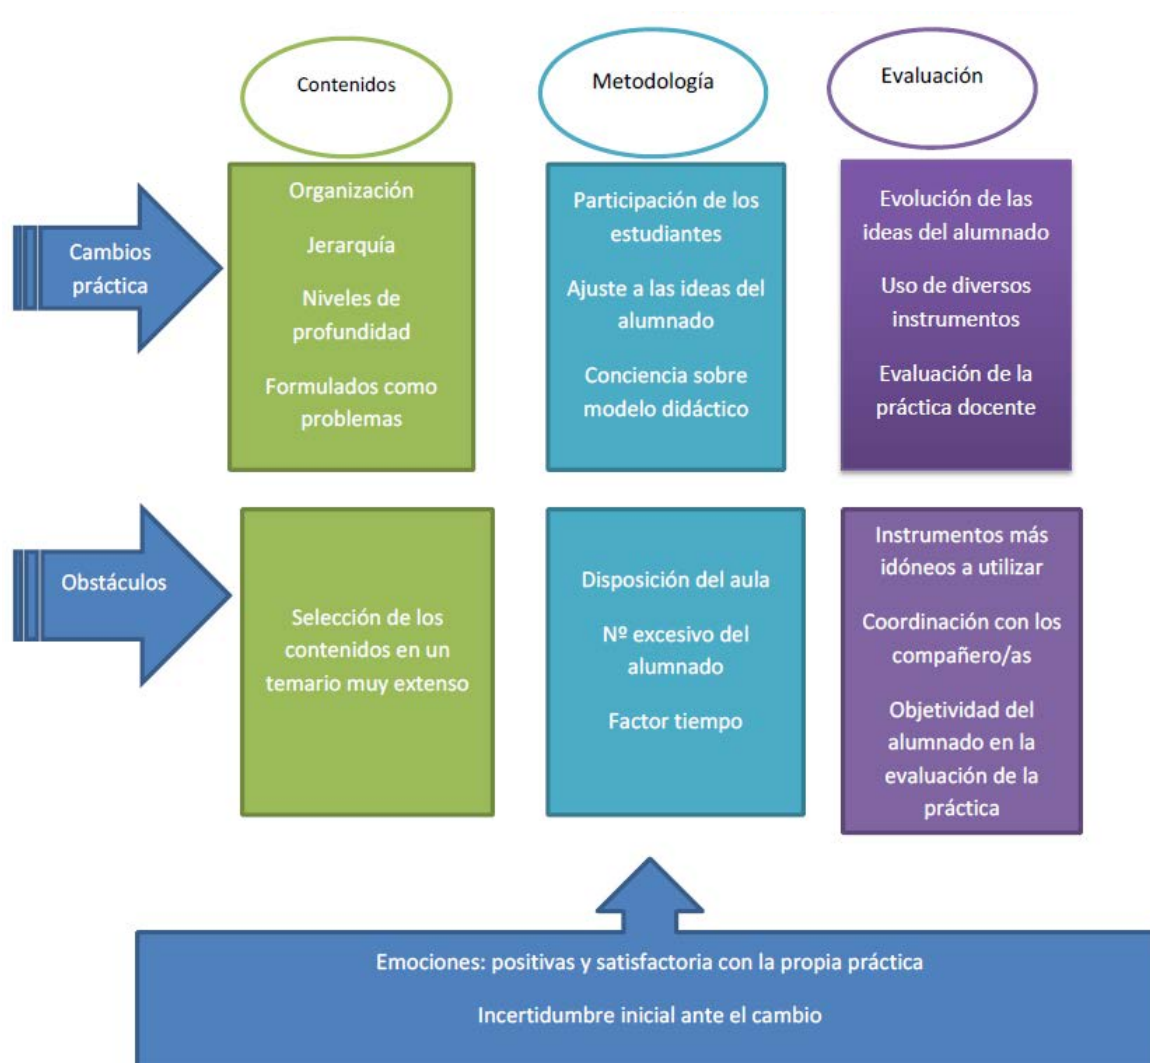 Contenidos
Metodología
Evaluación
Cambios
práctica
Organización
Jerarquía
Niveles de
profundidad
Formulados como
problemas
Participación de los
estudiantes
Ajuste a las ideas del
alumnado
Conciencia sobre
modelo didáctico
Evolución de las
ideas del alumnado
Uso de diversos
instrumentos
Evaluación de la
práctica docente
Obstáculos
Selección de los
contenidos en un
temario muy extenso
Disposición del aula
Nº excesivo del
alumnado
Factor tiempo
Instrumentos más
idóneos a utilizar
Coordinación con los
compañero/as
Objetividad del
alumnado en la
evaluación de la
práctica
Emociones: positivas y satisfactoria con la propia práctica
Incertidumbre inicial ante el cambio